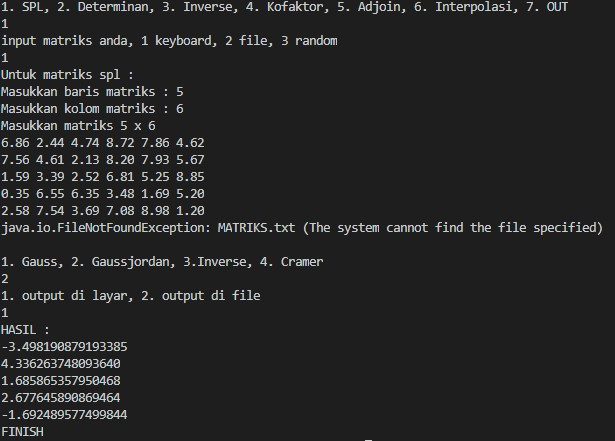 1. SPL, 2. Determinan, 3. Inverse, 4. Kofaktor, 5. Adjoin, 6. Interpolasi, 7. OUT
1
input matriks anda, 1 keyboard, 2 file, 3 random
1
Untuk matriks spl :
Masukkan baris matriks : 5
Masukkan kolom matriks : 6
Masukkan matriks 5 x 6
6.86 2.44 4.74 8.72 7.86 4.62
7.56 4.61 2.13 8.20 7.93 5.67
1.59 3.39 2.52 6.81 5.25 8.85
0.35 6.55 6.35 3.48 1.69 5.20
2.58 7.54 3.69 7.08 8.98 1.20
java.io.FileNotFoundException: MATRIKS.txt (The system cannot find the file specified)
1. Gauss, 2. Gaussjordan, 3.Inverse, 4. Cramer
2
1. output di layar, 2. output di file
1
HASIL :
-3.498190879193385
4.336263748093640
1.685865357950468
2.677645890869464
-1.692489577499844
FINISH